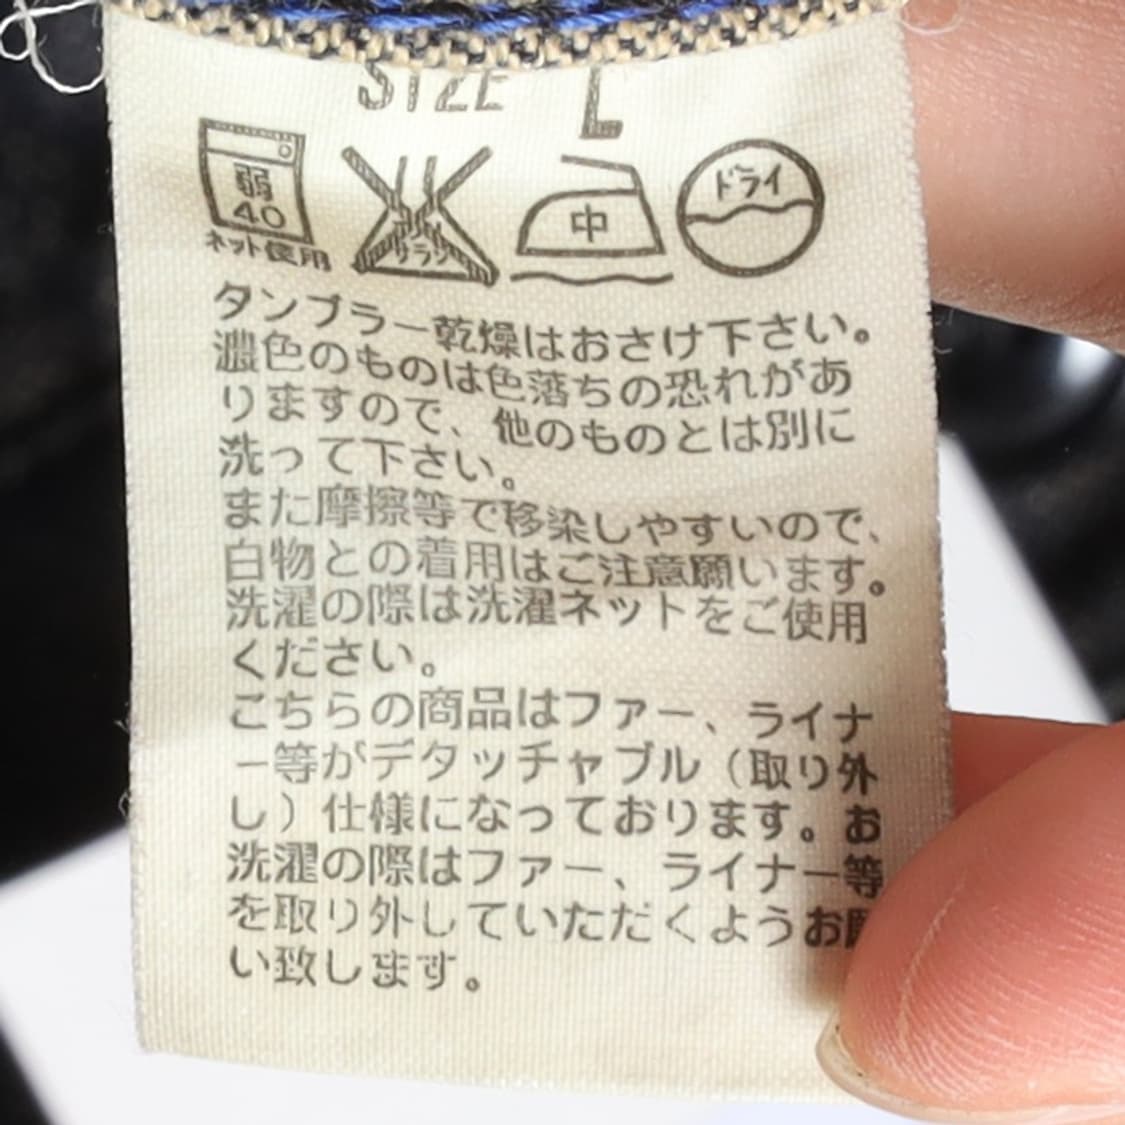 SIZE L
弱
40
ネット使用
サラシ
中
ドライ
タンブラー乾燥はおさけ下さい。
濃色のものは色落ちの恐れがあ
りますので、他のものとは別に
洗って下さい。
また摩擦等で移染しやすいので、
白物との着用はご注意願います。
洗濯の際は洗濯ネットをご使用
ください。
こちらの商品はファー、ライナ
ー等がデタッチャブル（取り外
し）仕様になっております。お
洗濯の際はファー、ライナー等
を取り外していただくようお願
い致します。